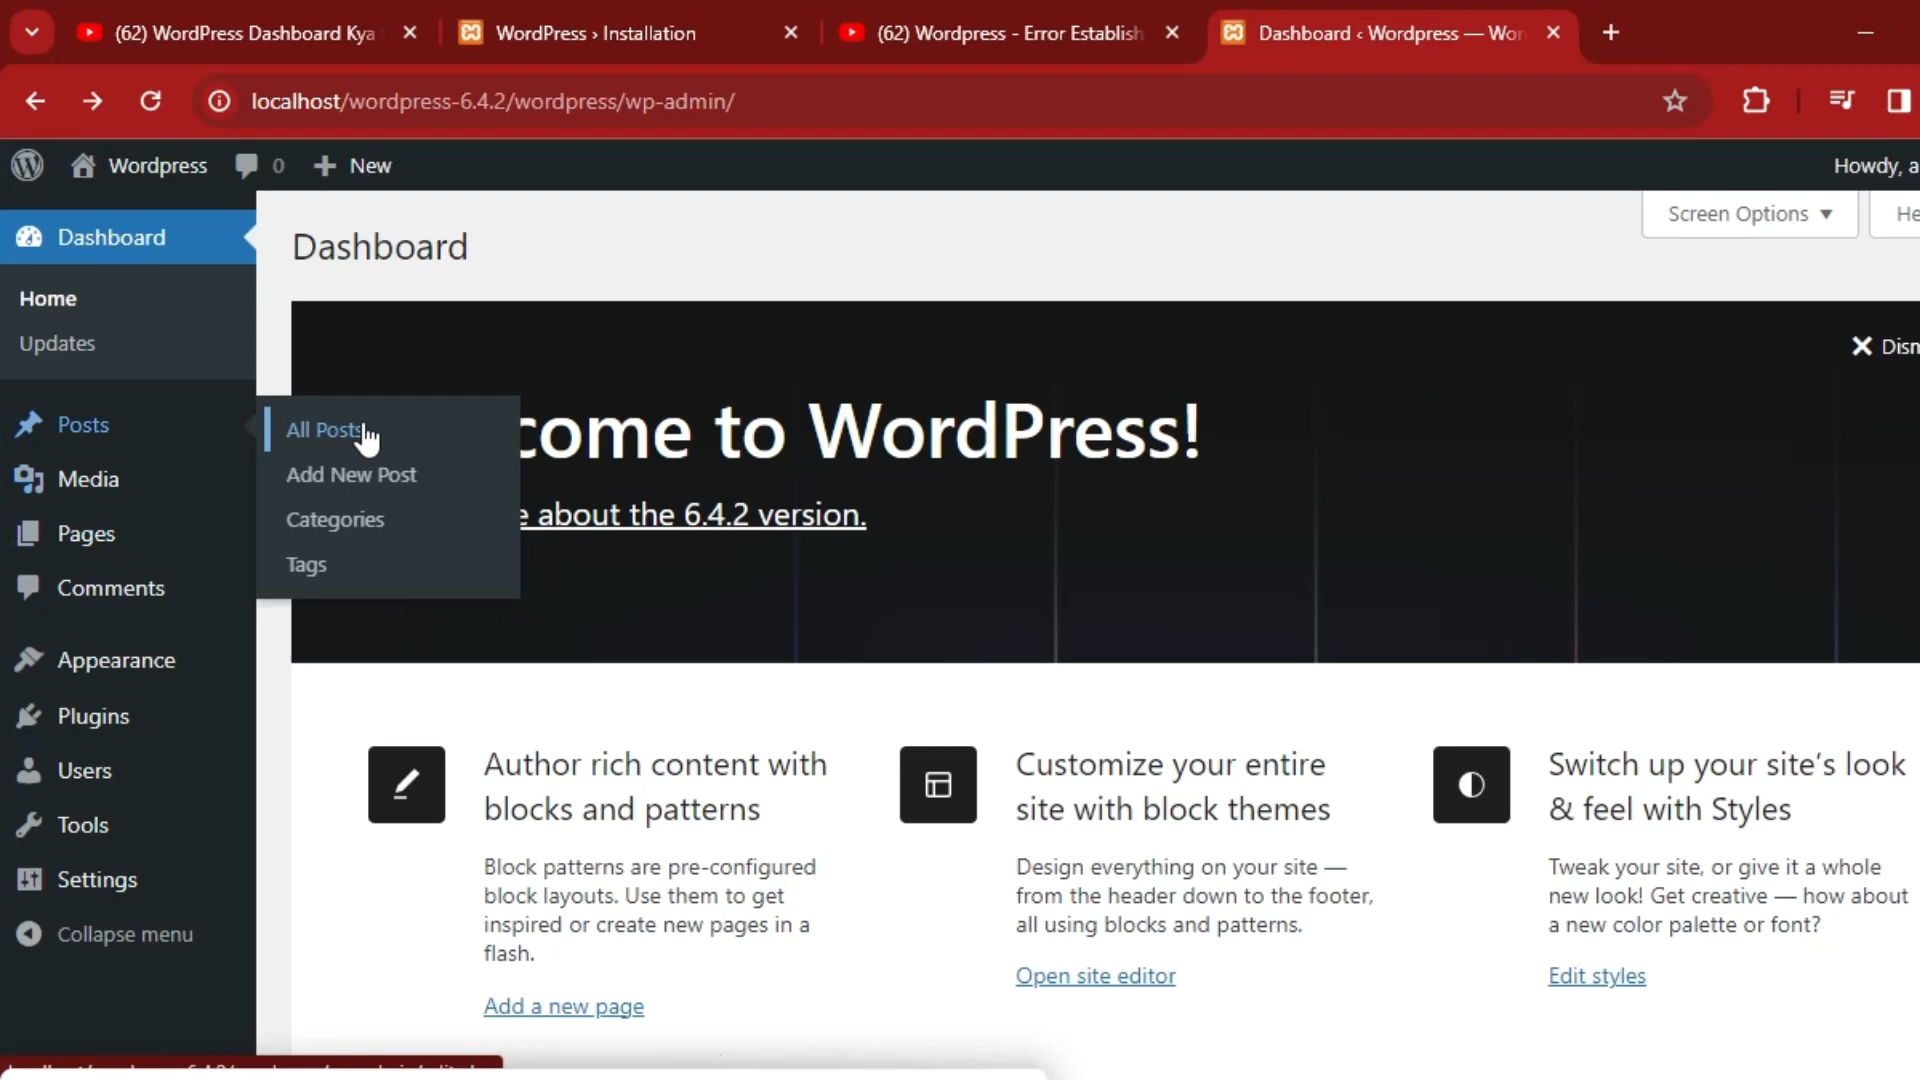 (62) WordPress Dashboard Kya
WordPress › Installation
(62) Wordpress - Error Establish
Dashboard ‹ Wordpress — Wor
localhost/wordpress-6.4.2/wordpress/wp-admin/
Wordpress
0
New
Howdy, a
Screen Options
He
Dashboard
Home
Updates
Posts
Media
Pages
Comments
Appearance
Plugins
Users
Tools
Settings
Collapse menu
All Posts
Add New Post
Categories
Tags
Dashboard
Dism
come to WordPress!
e about the 6.4.2 version.
Author rich content with
blocks and patterns
Block patterns are pre-configured
block layouts. Use them to get
inspired or create new pages in a
flash.
Add a new page
Customize your entire
site with block themes
Design everything on your site —
from the header down to the footer,
all using blocks and patterns.
Open site editor
Switch up your site's look
& feel with Styles
Tweak your site, or give it a whole
new look! Get creative — how about
a new color palette or font?
Edit styles